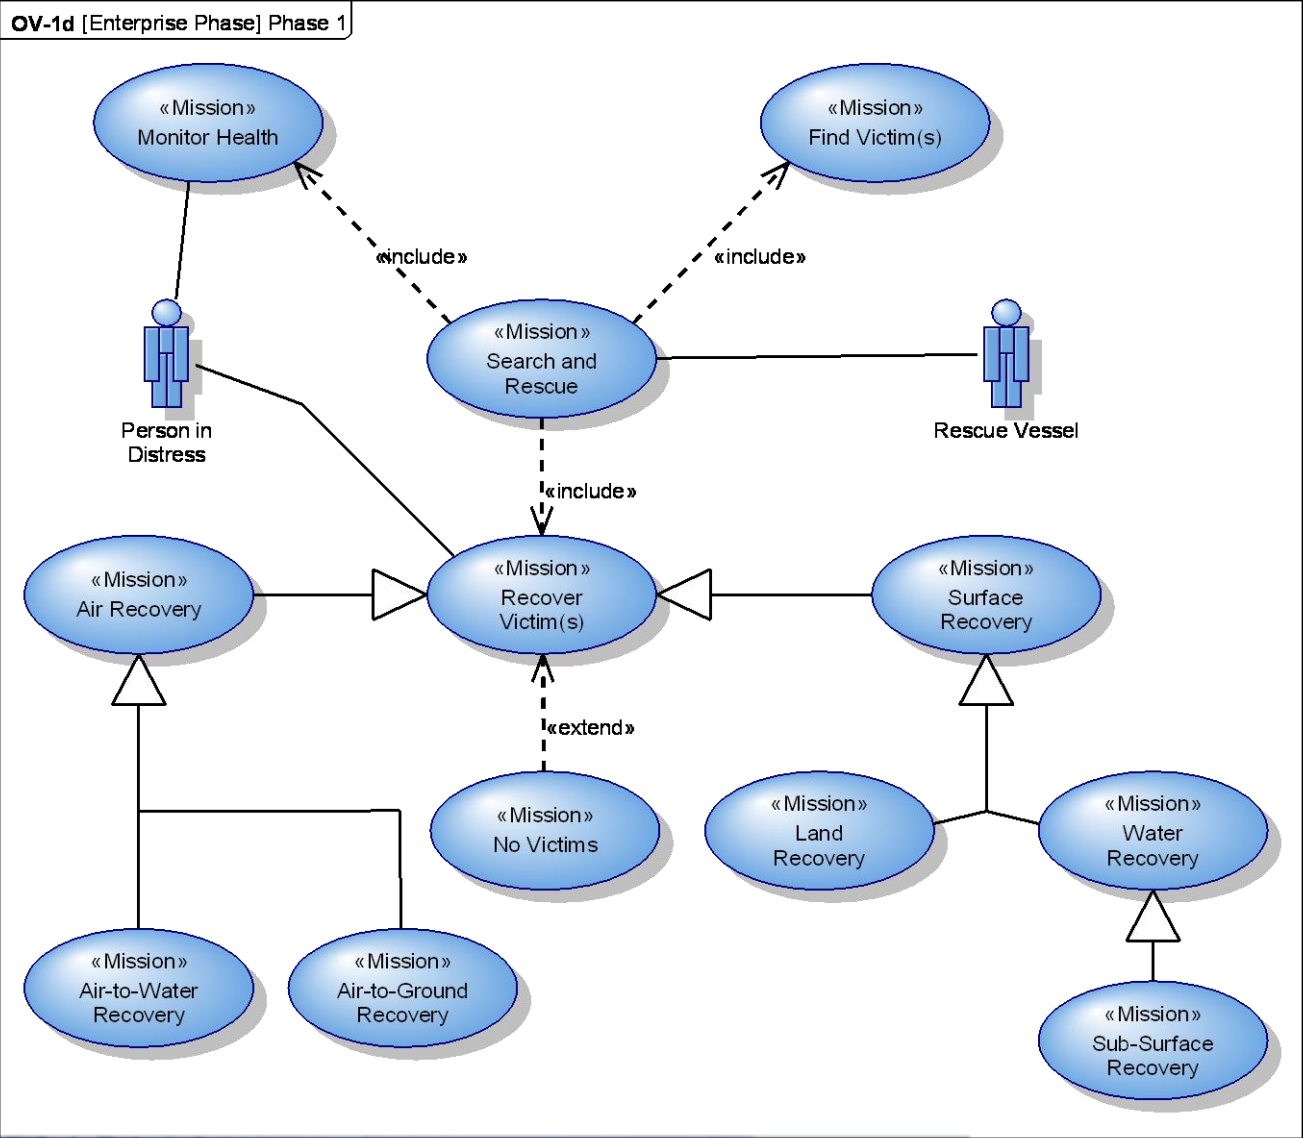 OV-1d [Enterprise Phase] Phase 1
«Mission»
Monitor Health
«Mission»
Find Victim(s)
«include»
«include»
«Mission»
Search and
Rescue
Person in
Distress
Rescue Vessel
«include»
«Mission»
Air Recovery
«Mission»
Recover
Victim(s)
«Mission»
Surface
Recovery
«extend»
«Mission»
No Victims
«Mission»
Land
Recovery
«Mission»
Water
Recovery
«Mission»
Air-to-Water
Recovery
«Mission»
Air-to-Ground
Recovery
«Mission»
Sub-Surface
Recovery